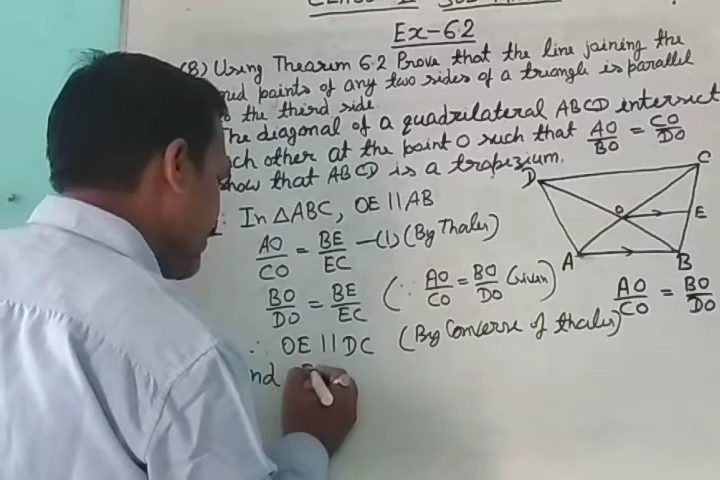 Ex-6.2
(8) Using Theorem 6.2 Prove that the line joining the
mid points of any two sides of a triangle is parallel
the third side.
The diagonal of a quadrilateral ABCD intersect
each other at the point O such that AO/BO = CO/DO
show that ABCD is a trapezium.
In △ABC, OE || AB
AO/CO = BE/EC —(1) (By Thales)
BO/DO = BE/EC (∵ AO/CO = BO/DO Given)
∴ OE || DC (By Converse of thales)
D
C
O
E
A
B
AO/CO = BO/DO